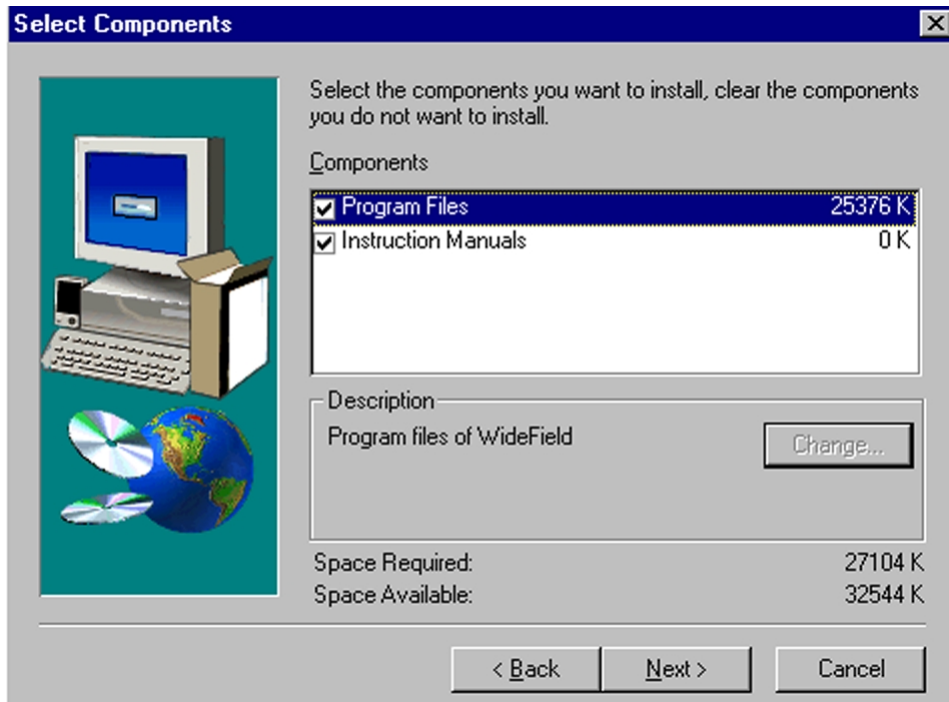 Select Components
Select the components you want to install, clear the components
you do not want to install.
Components
Program Files 25376 K
Instruction Manuals 0 K
Description
Program files of WideField
Change...
Space Required: 27104 K
Space Available: 32544 K
< Back Next > Cancel